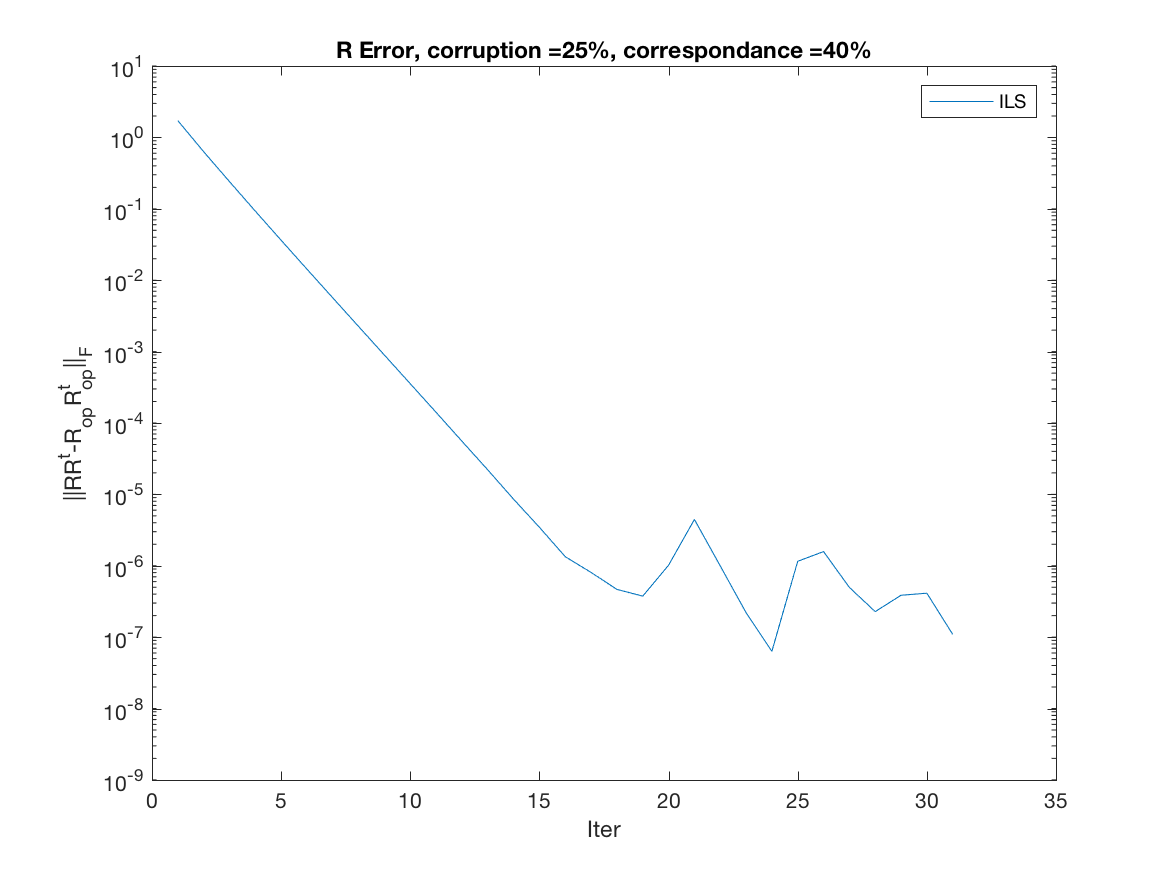 R Error, corruption =25%, correspondance =40%
ILS
10^1
10^0
10^-1
10^-2
10^-3
10^-4
10^-5
10^-6
10^-7
10^-8
10^-9
||RR^t-R_op R^t_op||_F
0 5 10 15 20 25 30 35
Iter